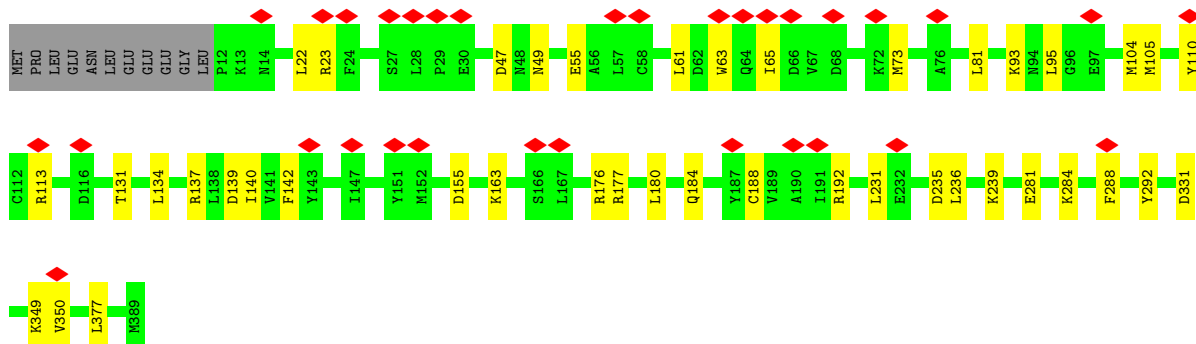 MET PRO LEU GLU ASN LEU GLU GLU GLU GLY LEU P12 K13 N14 L22 R23 F24 S27 L28 P29 E30 D47 N48 N49 E55 A56 L57 C58 L61 D62 W63 Q64 I65 D66 V67 D68 K72 M73 A76 L81 K93 N94 L95 G96 E97 M104 M105 Y110
C112 R113 D116 T131 L134 R137 L138 D139 I140 V141 F142 Y143 I147 Y151 M152 D155 K163 S166 L167 R176 R177 L180 Q184 Y187 C188 V189 A190 I191 R192 L231 E232 D235 L236 K239 E281 K284 F288 Y292 D331
K349 V350 L377 M389